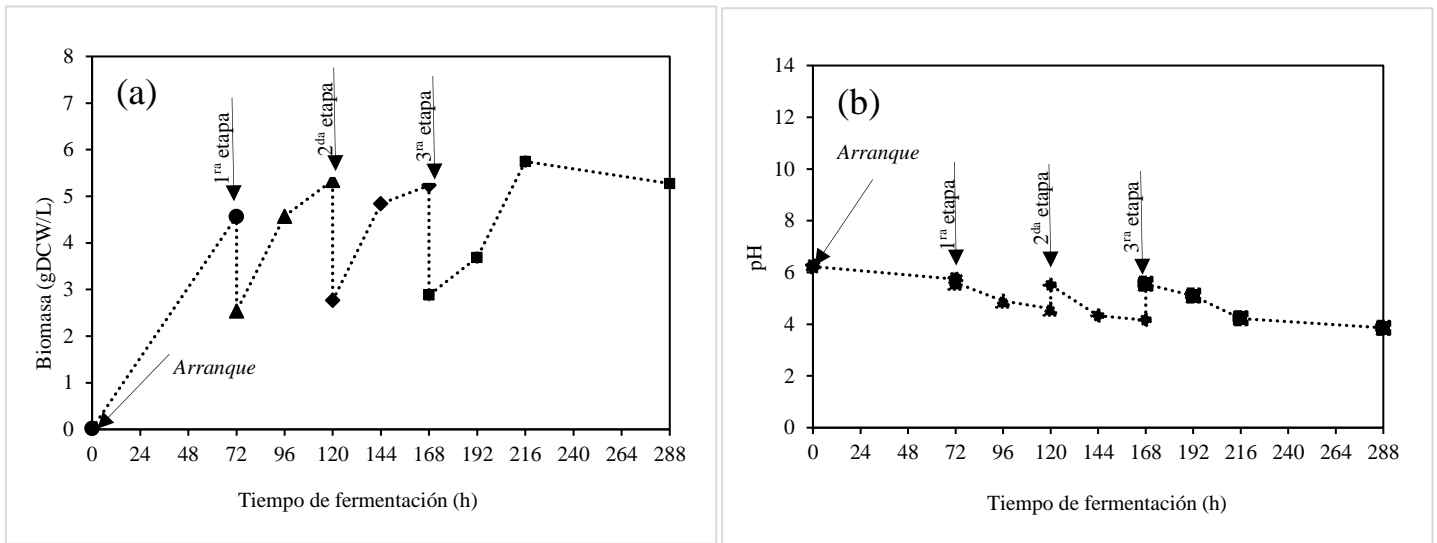 (a)
Biomasa (gDCW/L)
8
7
6
5
4
3
2
1
0
1ra etapa
2da etapa
3ra etapa
Arranque
0 24 48 72 96 120 144 168 192 216 240 264 288
Tiempo de fermentación (h)
(b)
pH
14
12
10
8
6
4
2
0
Arranque
1ra etapa
2da etapa
3ra etapa
0 24 48 72 96 120 144 168 192 216 240 264 288
Tiempo de fermentación (h)